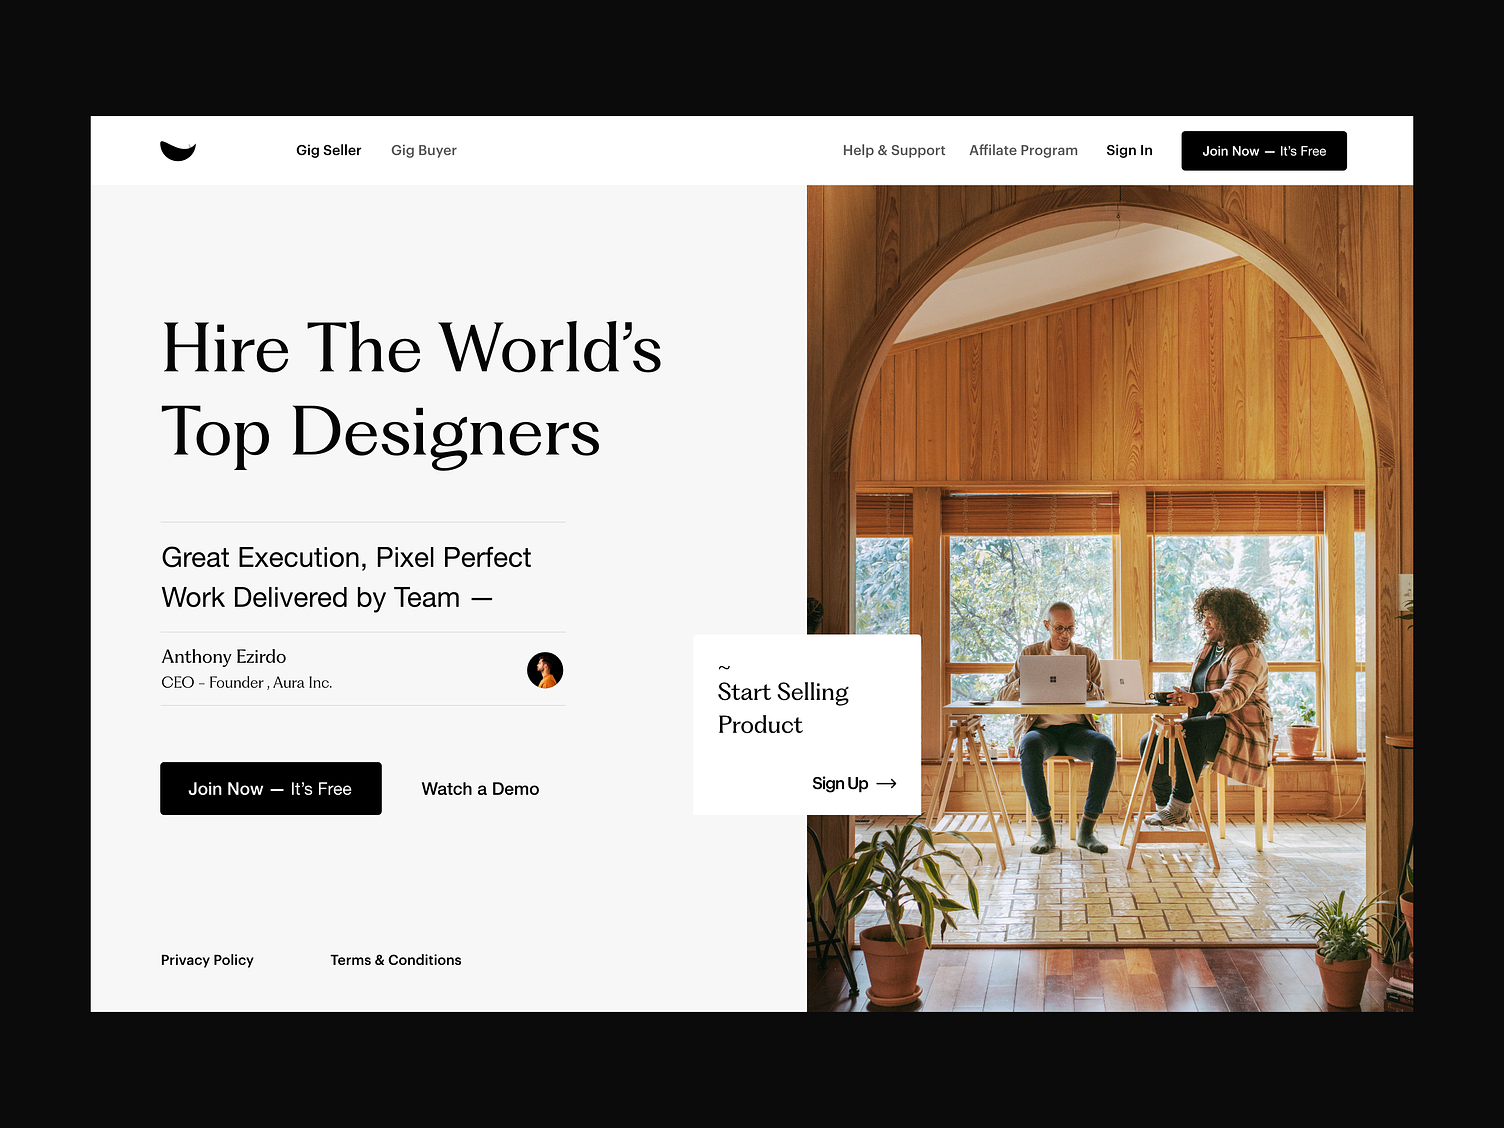 Gig Seller
Gig Buyer
Help & Support
Affilate Program
Sign In
Join Now — It's Free
Hire The World’s
Top Designers
Great Execution, Pixel Perfect
Work Delivered by Team —
Anthony Ezirdo
CEO - Founder , Aura Inc.
Join Now — It's Free
Watch a Demo
~
Start Selling
Product
Sign Up →
Privacy Policy
Terms & Conditions